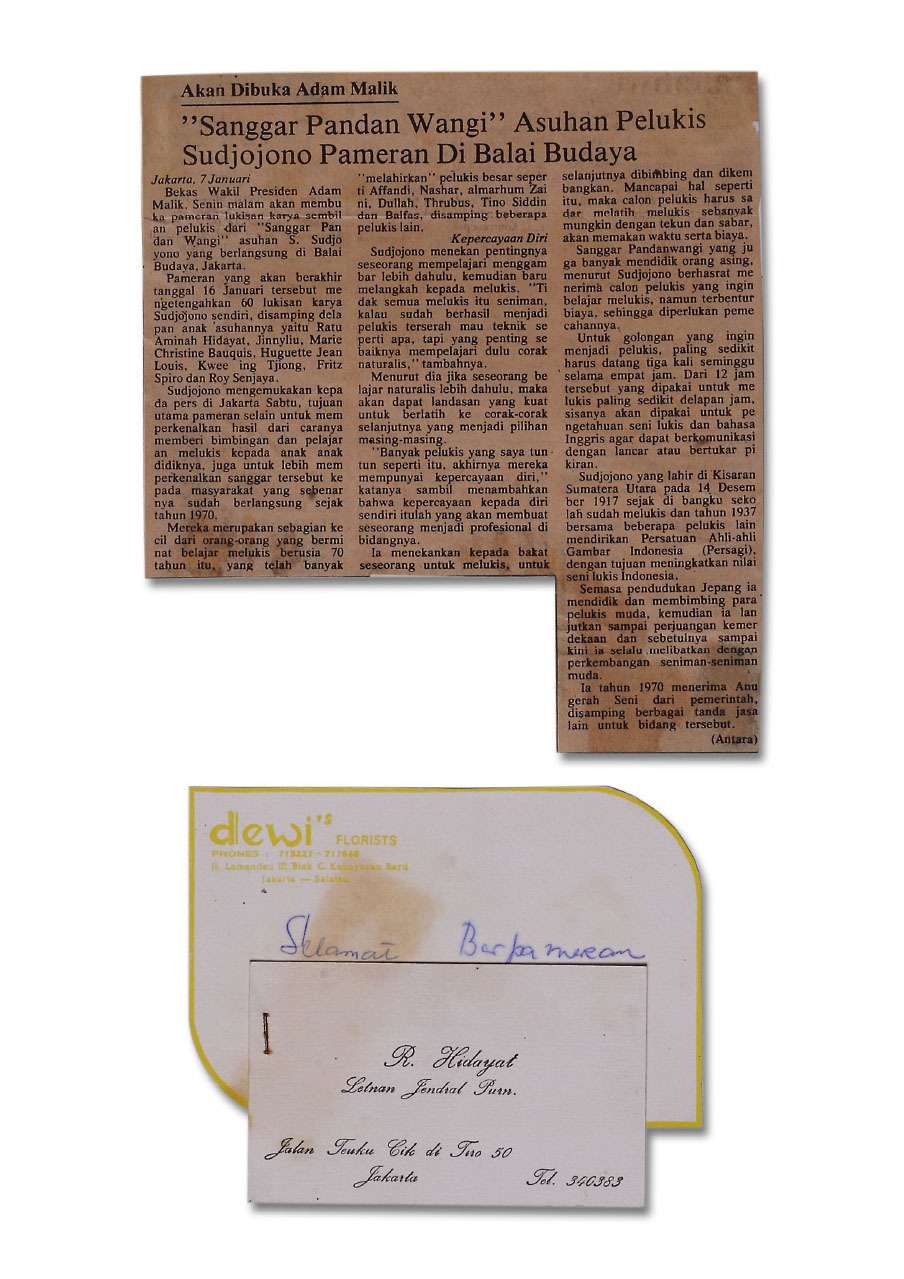 Akan Dibuka Adam Malik
''Sanggar Pandan Wangi'' Asuhan Pelukis
Sudjojono Pameran Di Balai Budaya
Jakarta, 7 Januari
Bekas Wakil Presiden Adam
Malik, Senin malam akan membu
ka pameran lukisan karya sembil
an pelukis dari "Sanggar Pan
dan Wangi" asuhan S. Sudjo
yono yang berlangsung di Balai
Budaya, Jakarta.
Pameran yang akan berakhir
tanggal 16 Januari tersebut me
ngetengahkan 60 lukisan karya
Sudjojono sendiri, disamping dela
pan anak asuhannya yaitu Ratu
Aminah Hidayat, Jinnyliu, Marie
Christine Bauquis, Huguette Jean
Louis, Kwee ing Tjiong, Fritz
Spiro dan Roy Senjaya.
Sudjojono mengemukakan kepa
da pers di Jakarta Sabtu, tujuan
utama pameran selain untuk mem
perkenalkan hasil dari caranya
memberi bimbingan dan pelajar
an melukis kepada anak anak
didiknya, juga untuk lebih mem
perkenalkan sanggar tersebut ke
pada masyarakat yang sebenar
nya sudah berlangsung sejak
tahun 1970.
Mereka merupakan sebagian ke
cil dari orang-orang yang bermi
nat belajar melukis berusia 70
tahun itu, yang telah banyak
"melahirkan" pelukis besar seper
ti Affandi, Nashar, almarhum Zai
ni, Dullah, Thrubus, Tino Siddin
dan Balfas, disamping beberapa
pelukis lain.
Kepercayaan Diri
Sudjojono menekan pentingnya
seseorang mempelajari menggam
bar lebih dahulu, kemudian baru
melangkah kepada melukis. "Ti
dak semua melukis itu seniman,
kalau sudah berhasil menjadi
pelukis terserah mau teknik se
perti apa, tapi yang penting se
baiknya mempelajari dulu corak
naturalis," tambahnya.
Menurut dia jika seseorang be
lajar naturalis lebih dahulu, maka
akan dapat landasan yang kuat
untuk berlatih ke corak-corak
selanjutnya yang menjadi pilihan
masing-masing.
"Banyak pelukis yang saya tun
tun seperti itu, akhirnya mereka
mempunyai kepercayaan diri,"
katanya sambil menambahkan
bahwa kepercayaan kepada diri
sendiri itulah yang akan membuat
seseorang menjadi profesional di
bidangnya.
Ia menekankan kepada bakat
seseorang untuk melukis, untuk
selanjutnya dibimbing dan dikem
bangkan. Mancapai hal seperti
itu, maka calon pelukis harus sa
dar melatih melukis sebanyak
mungkin dengan tekun dan sabar,
akan memakan waktu serta biaya.
Sanggar Pandanwangi yang ju
ga banyak mendidik orang asing,
menurut Sudjojono berhasrat me
nerima calon pelukis yang ingin
belajar melukis, namun terbentur
biaya, sehingga diperlukan peme
cahannya.
Untuk golongan yang ingin
menjadi pelukis, paling sedikit
harus datang tiga kali seminggu
selama empat jam. Dari 12 jam
tersebut yang dipakai untuk me
lukis paling sedikit delapan jam,
sisanya akan dipakai untuk pe
ngetahuan seni lukis dan bahasa
Inggris agar dapat berkomunikasi
dengan lancar atau bertukar pi
kiran.
Sudjojono yang lahir di Kisaran
Sumatera Utara pada 14 Desem
ber 1917 sejak di bangku seko
lah sudah melukis dan tahun 1937
bersama beberapa pelukis lain
mendirikan Persatuan Ahli-ahli
Gambar Indonesia (Persagi),
dengan tujuan meningkatkan nilai
seni lukis Indonesia.
Semasa pendudukan Jepang ia
mendidik dan membimbing para
pelukis muda, kemudian ia lan
jutkan sampai perjuangan kemer
dekaan dan sebetulnya sampai
kini ia selalu melibatkan dengan
perkembangan seniman-seniman
muda.
Ia tahun 1970 menerima Anu
gerah Seni dari pemerintah,
disamping berbagai tanda jasa
lain untuk bidang tersebut.
(Antara)
dewi's FLORISTS
PHONES :
Jl. Lamandau III Blok C Kebayoran Baru
Jakarta — Selatan
Selamat Berpameran
R. Hidayat
Letnan Jendral Purn.
Jalan Teuku Cik di Tiro 50
Jakarta Tel. 340383